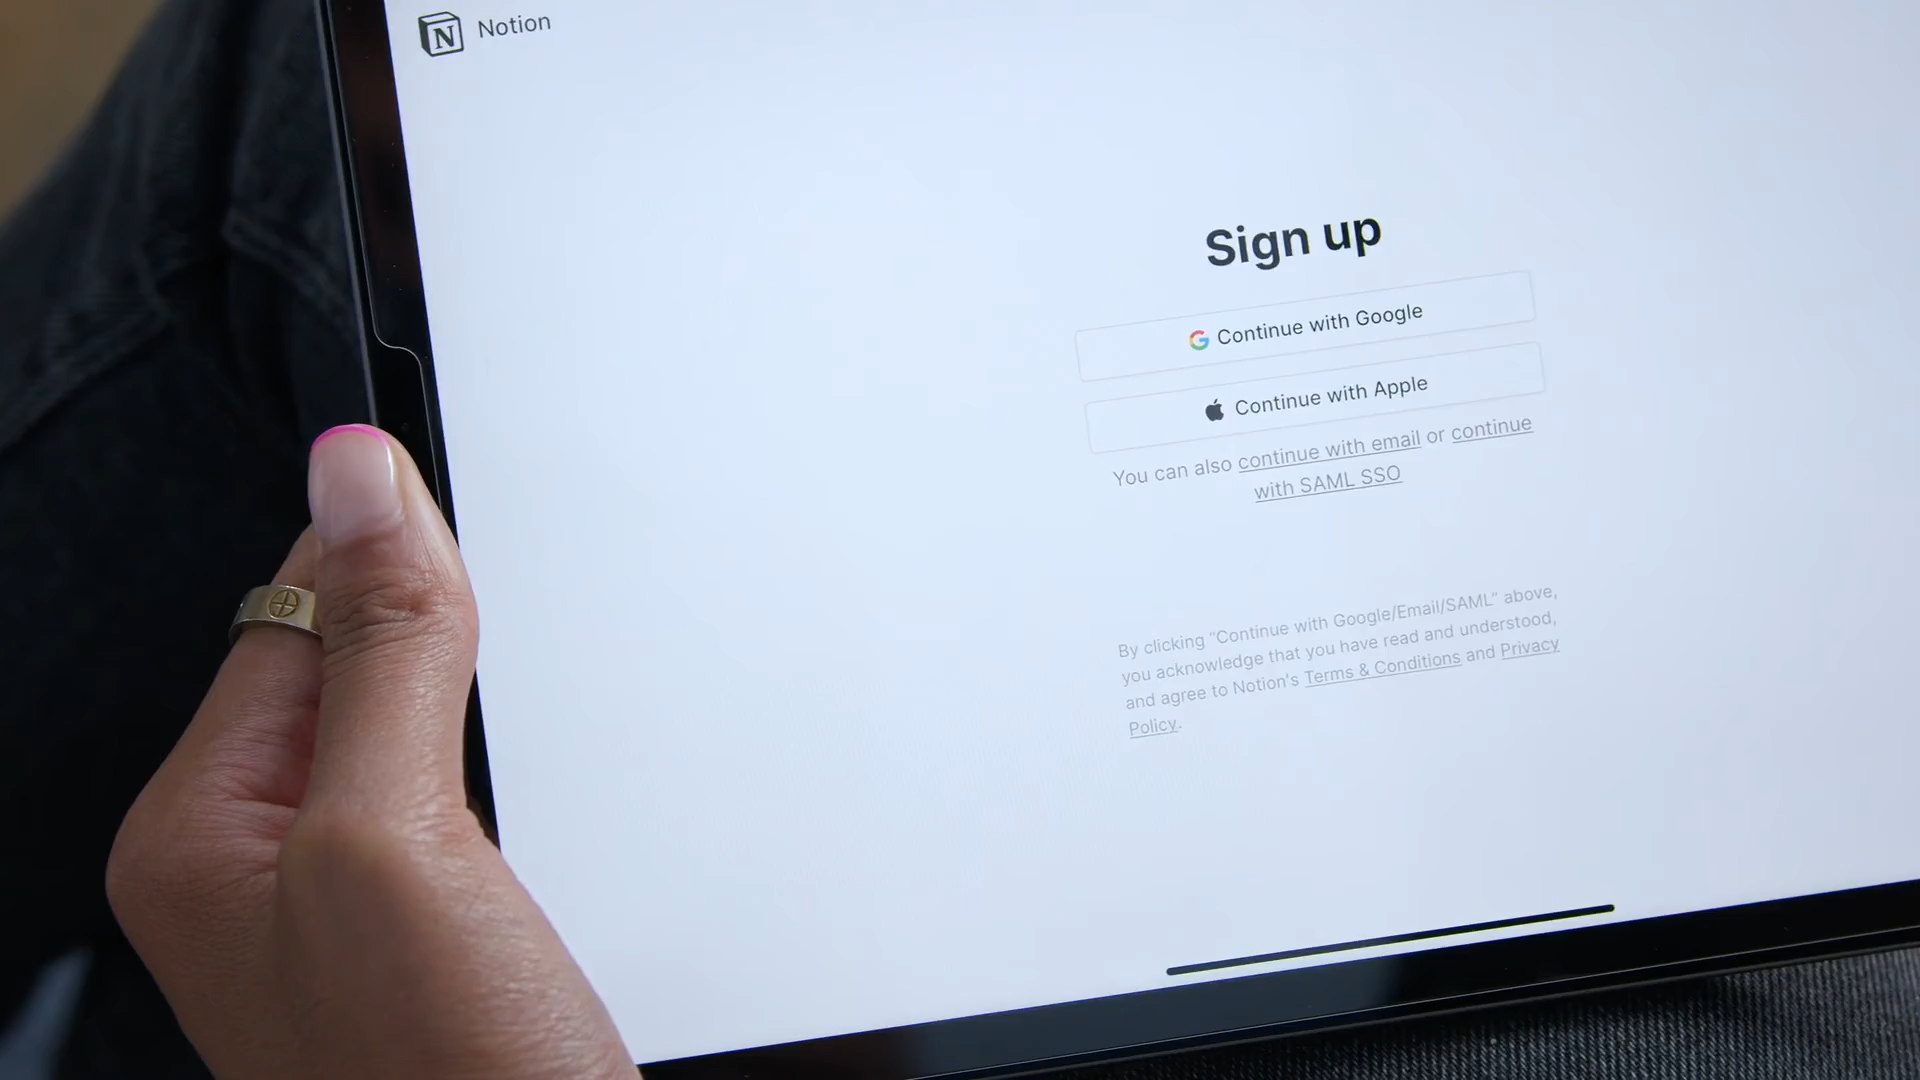 N Notion
Sign up
Continue with Google
Continue with Apple
You can also continue with email or continue
with SAML SSO
By clicking “Continue with Google/Email/SAML” above,
you acknowledge that you have read and understood,
and agree to Notion's Terms & Conditions and Privacy
Policy.